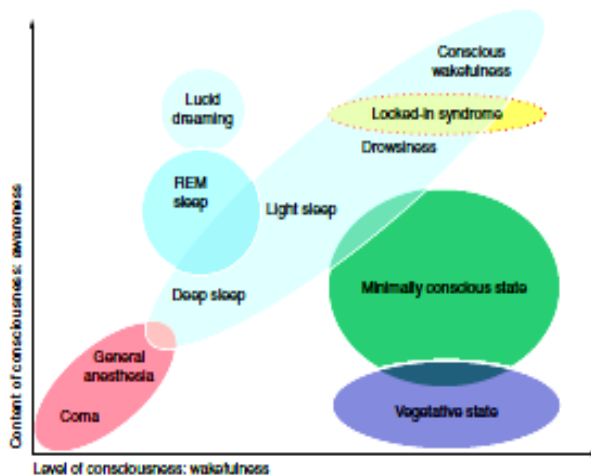 Conscious
wakefulness
Lucid
dreaming
Locked-in syndrome
Drowsiness
REM
sleep
Light sleep
Deep sleep
Minimally conscious state
General
anesthesia
Coma
Vegetative state
Content of consciousness: awareness
Level of consciousness: wakefulness